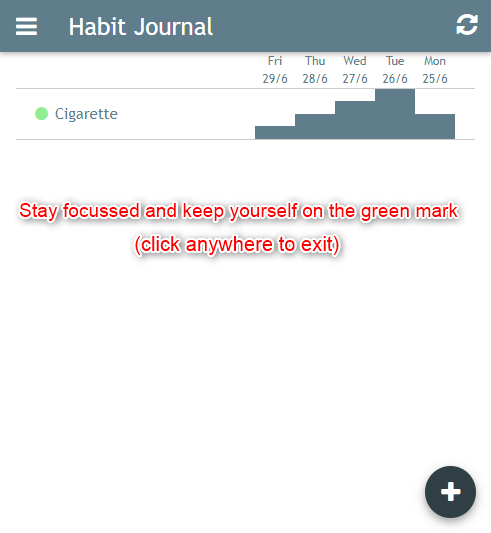 Habit Journal
Fri Thu Wed Tue Mon
29/6 28/6 27/6 26/6 25/6
Cigarette
Stay focussed and keep yourself on the green mark
(click anywhere to exit)